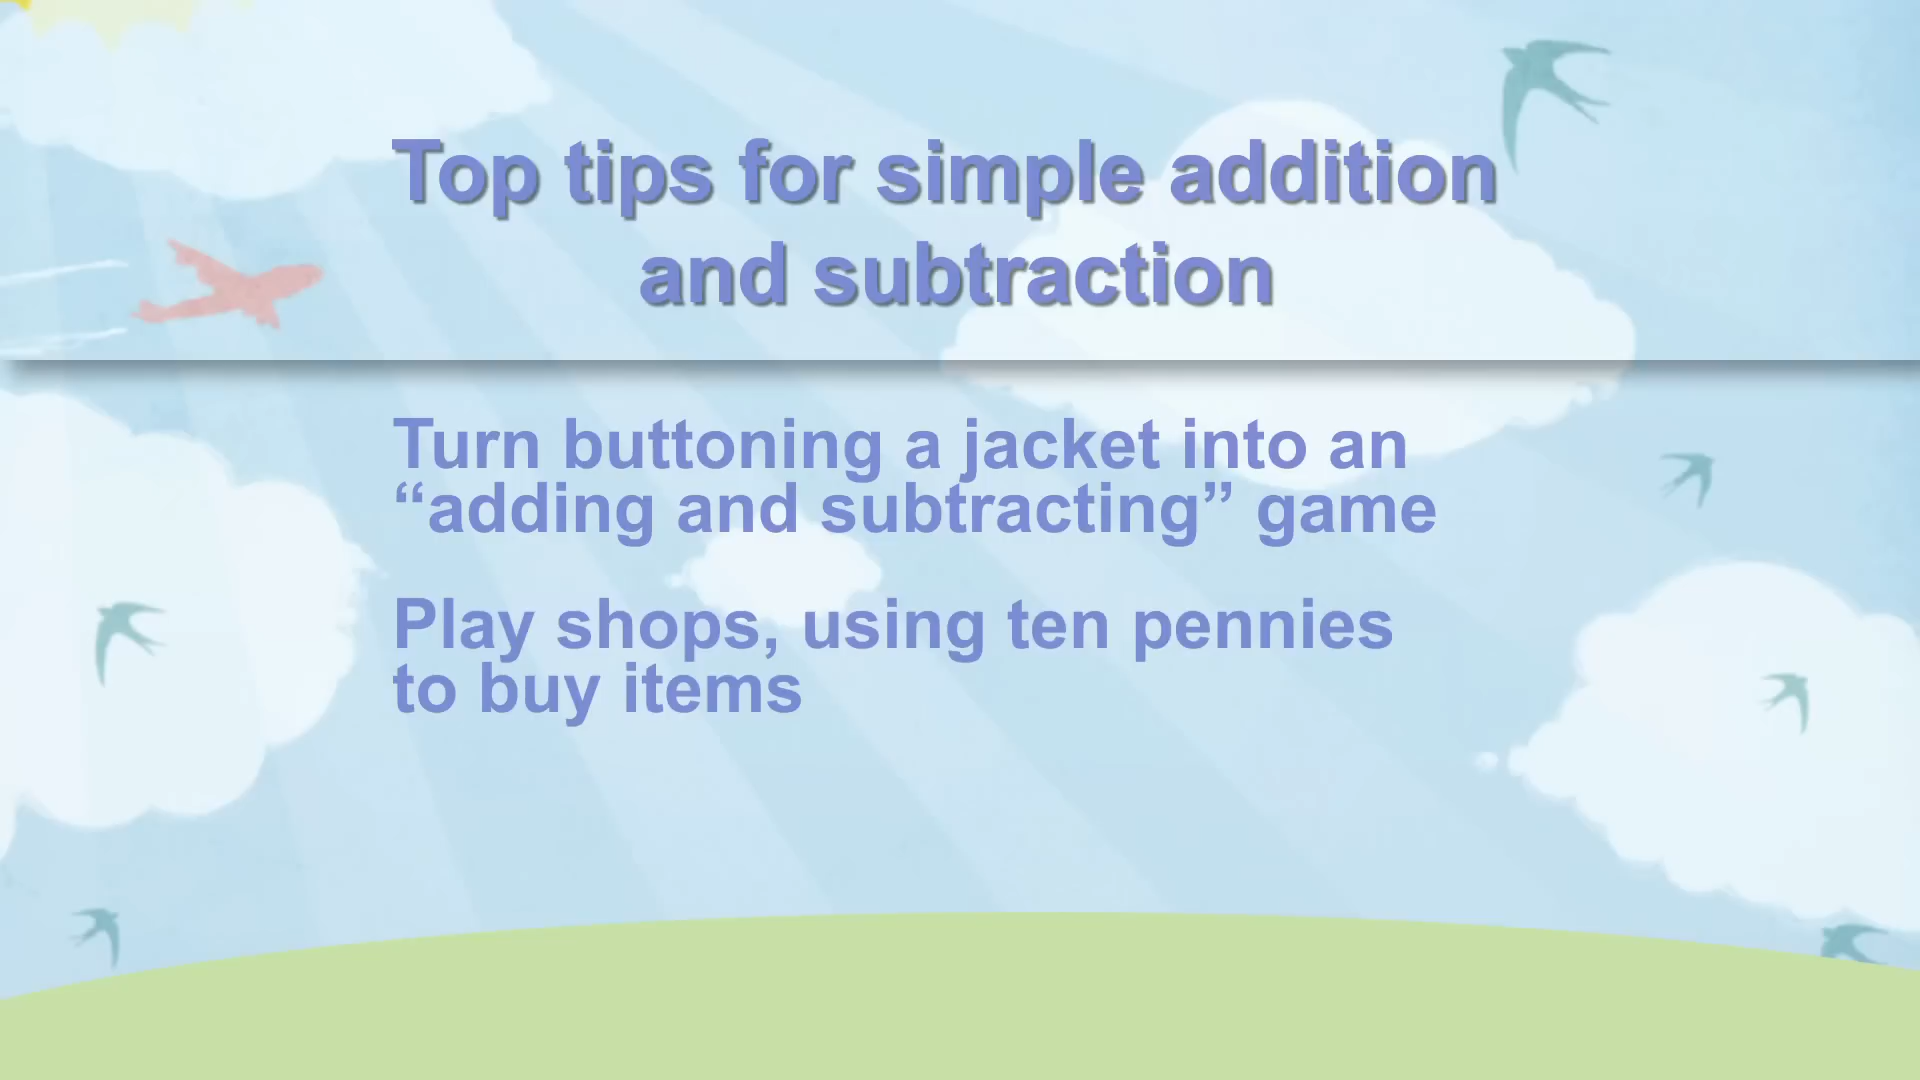 Top tips for simple addition
and subtraction
Turn buttoning a jacket into an
“adding and subtracting” game
Play shops, using ten pennies
to buy items